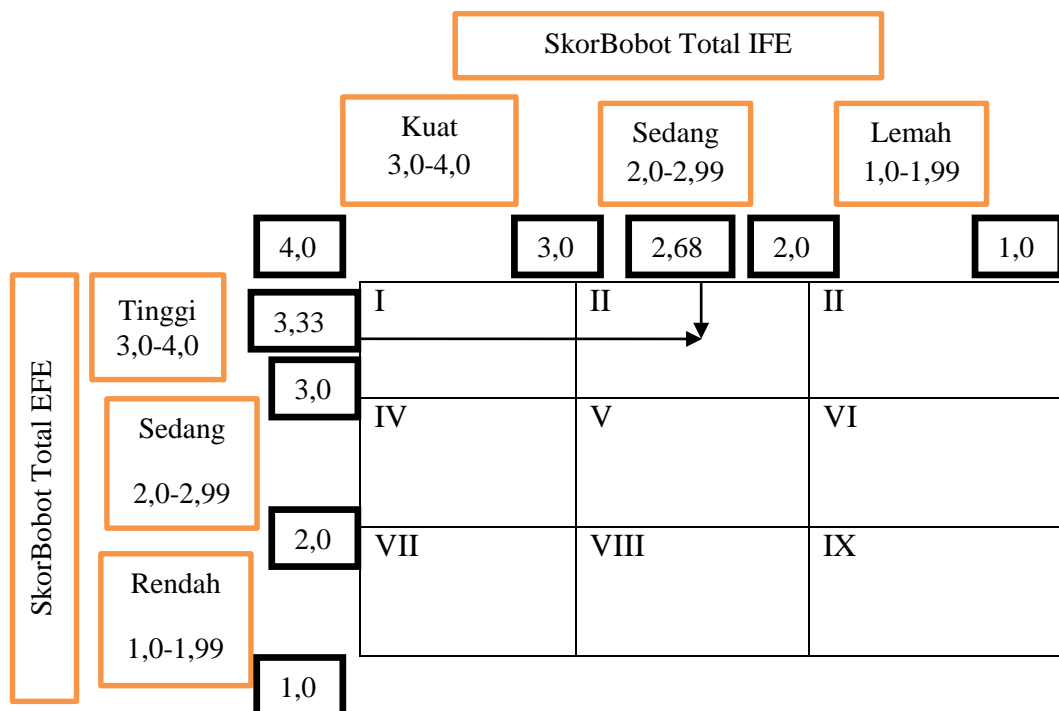 SkorBobot Total IFE
Kuat
3,0-4,0
Sedang
2,0-2,99
Lemah
1,0-1,99
4,0
3,0
2,68
2,0
1,0
SkorBobot Total EFE
Tinggi
3,0-4,0
3,33
3,0
I
II
II
Sedang
2,0-2,99
IV
V
VI
2,0
Rendah
1,0-1,99
VII
VIII
IX
1,0